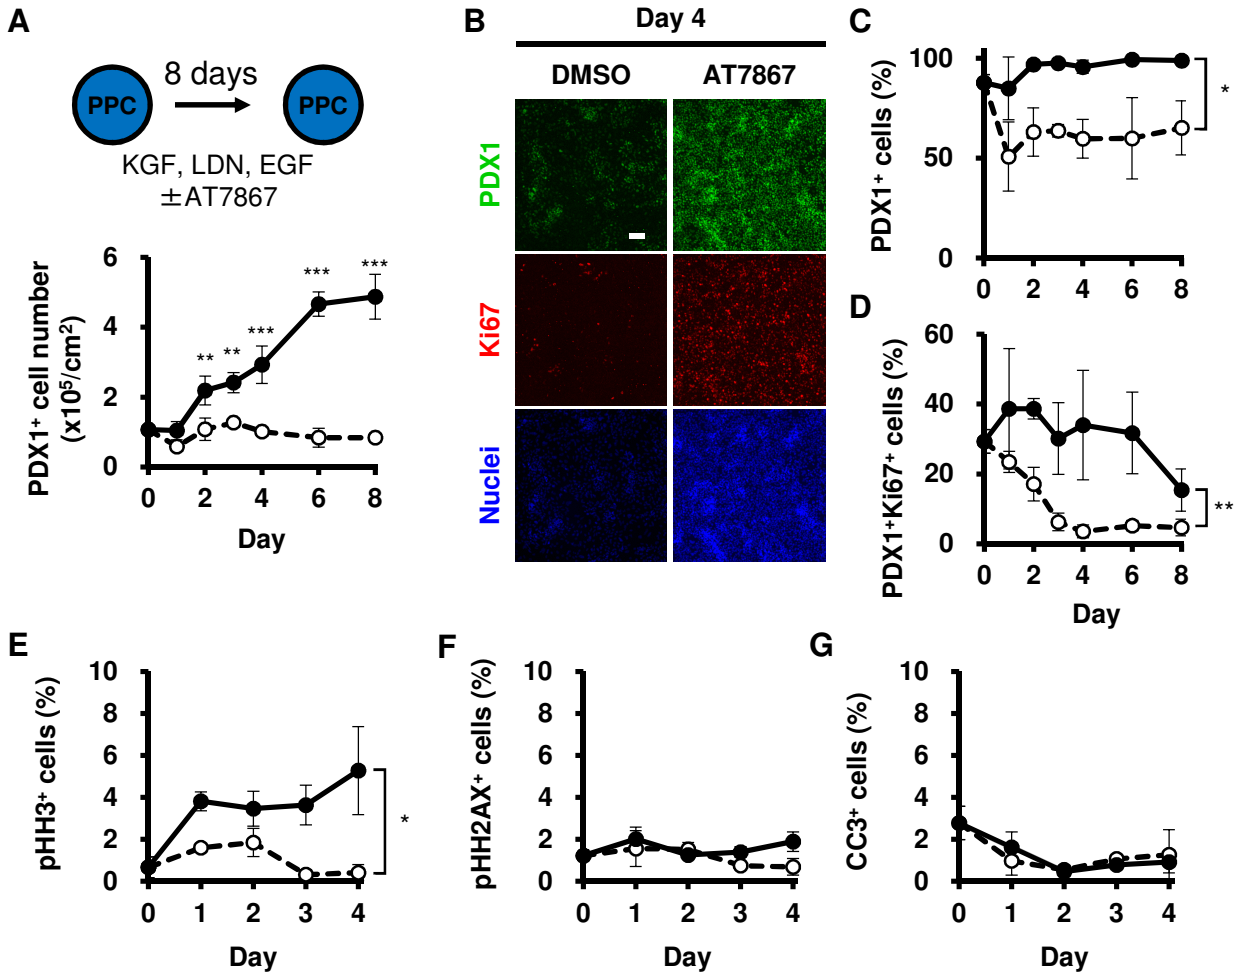 A
8 days
PPC
PPC
KGF, LDN, EGF
±AT7867
PDX1⁺ cell number
(x10⁵/cm²)
6
4
2
0
**
**
***
***
***
0
2
4
6
8
Day
B
Day 4
DMSO
AT7867
PDX1
Ki67
Nuclei
C
PDX1⁺ cells (%)
100
50
0
*
0
2
4
6
8
D
PDX1⁺Ki67⁺ cells (%)
60
40
20
0
**
0
2
4
6
8
Day
E
pHH3⁺ cells (%)
10
8
6
4
2
0
*
0
1
2
3
4
Day
F
pHH2AX⁺ cells (%)
10
8
6
4
2
0
0
1
2
3
4
Day
G
CC3⁺ cells (%)
10
8
6
4
2
0
0
1
2
3
4
Day